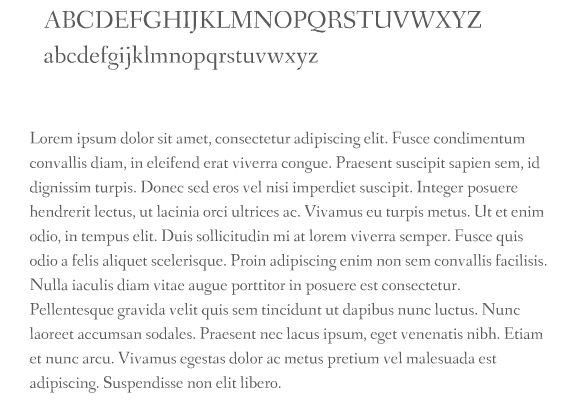 ABCDEFGHIJKLMNOPQRSTUVWXYZ
abcdefgijklmnopqrstuvwxyz
Lorem ipsum dolor sit amet, consectetur adipiscing elit. Fusce condimentum
convallis diam, in eleifend erat viverra congue. Praesent suscipit sapien sem, id
dignissim turpis. Donec sed eros vel nisi imperdiet suscipit. Integer posuere
hendrerit lectus, ut lacinia orci ultrices ac. Vivamus eu turpis metus. Ut et enim
odio, in tempus elit. Duis sollicitudin mi at lorem viverra semper. Fusce quis
odio a felis aliquet scelerisque. Proin adipiscing enim non sem convallis facilisis.
Nulla iaculis diam vitae augue porttitor in posuere est consectetur.
Pellentesque gravida velit quis sem tincidunt ut dapibus nunc luctus. Nunc
laoreet accumsan sodales. Praesent nec lacus ipsum, eget venenatis nibh. Etiam
et nunc arcu. Vivamus egestas dolor ac metus pretium vel malesuada est
adipiscing. Suspendisse non elit libero.